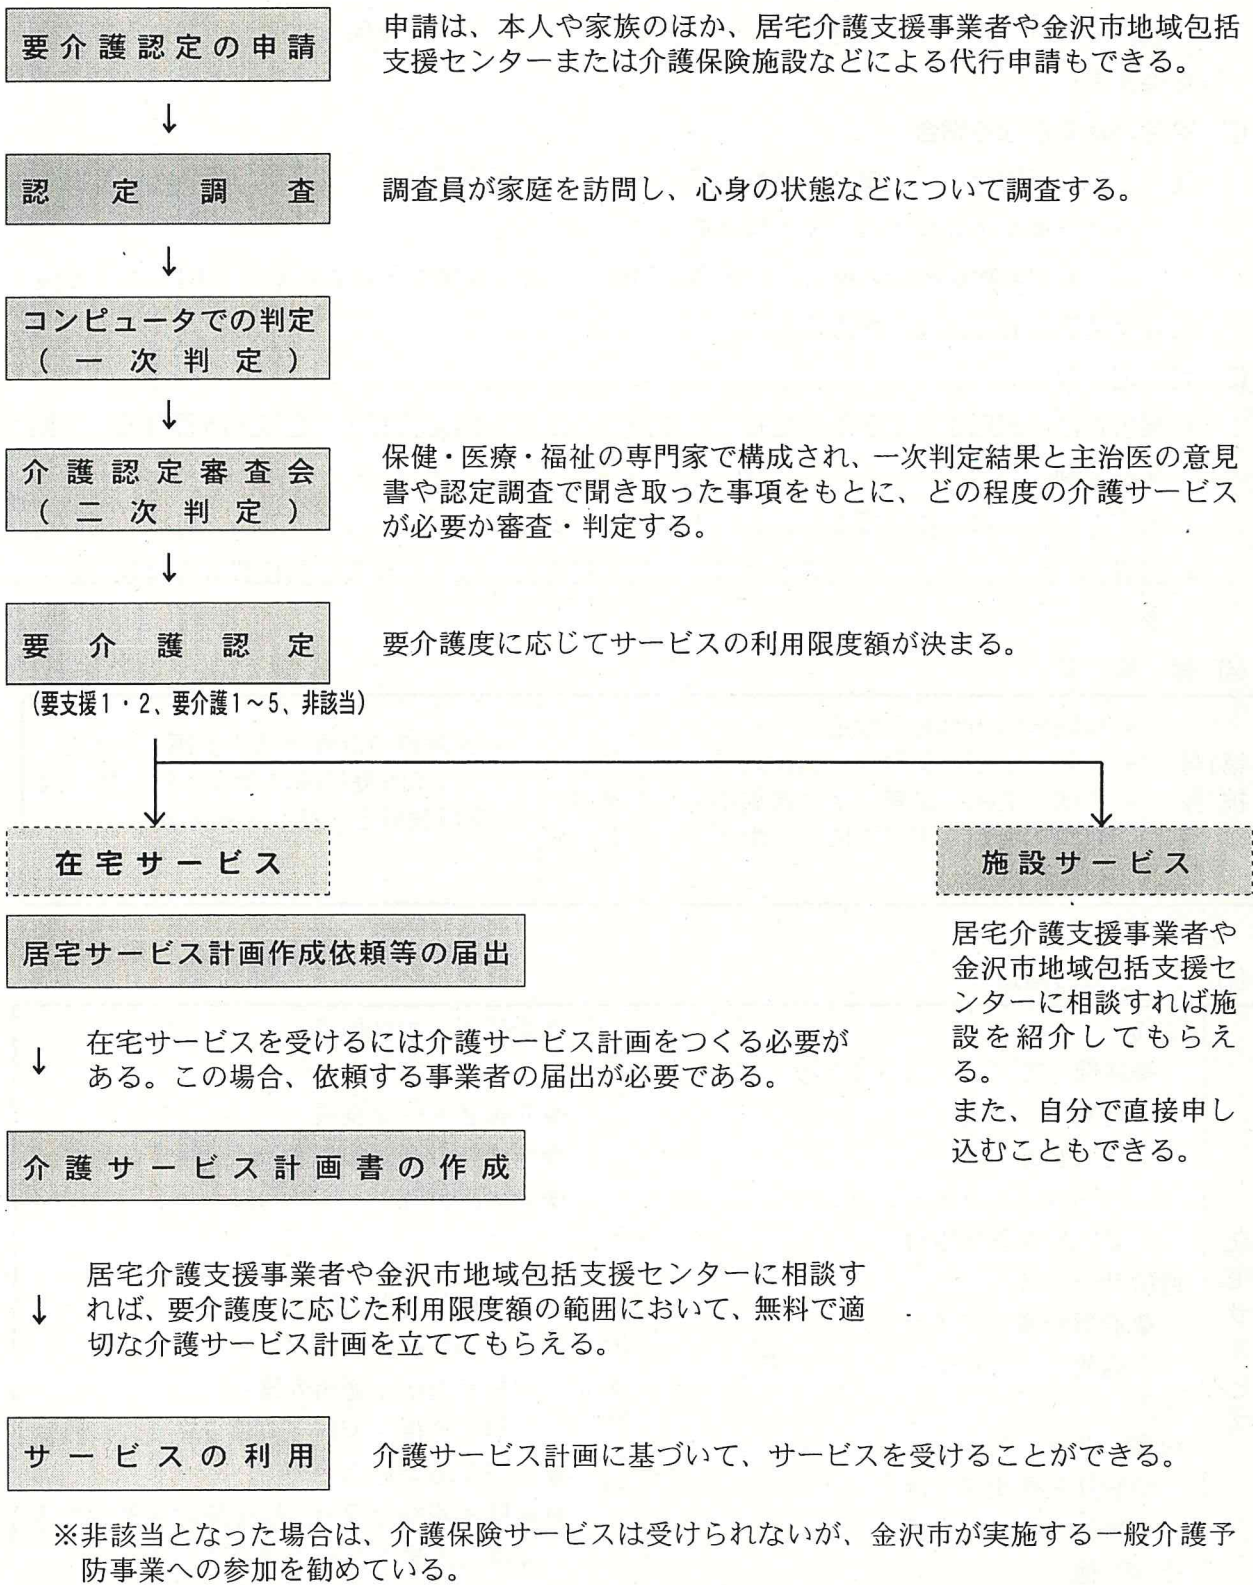 要介護認定の申請
申請は、本人や家族のほか、居宅介護支援事業者や金沢市地域包括
支援センターまたは介護保険施設などによる代行申請もできる。
↓
認定調査
調査員が家庭を訪問し、心身の状態などについて調査する。
↓
コンピュータでの判定
(一次判定)
↓
介護認定審査会
(二次判定)
保健・医療・福祉の専門家で構成され、一次判定結果と主治医の意見
書や認定調査で聞き取った事項をもとに、どの程度の介護サービス
が必要か審査・判定する。
↓
要介護認定
要介護度に応じてサービスの利用限度額が決まる。
(要支援1・2、要介護1~5、非該当)
在宅サービス
居宅サービス計画作成依頼等の届出
↓
在宅サービスを受けるには介護サービス計画をつくる必要が
ある。この場合、依頼する事業者の届出が必要である。
介護サービス計画書の作成
↓
居宅介護支援事業者や金沢市地域包括支援センターに相談す
れば、要介護度に応じた利用限度額の範囲において、無料で適
切な介護サービス計画を立ててもらえる。
サービスの利用
介護サービス計画に基づいて、サービスを受けることができる。
施設サービス
居宅介護支援事業者や
金沢市地域包括支援セ
ンターに相談すれば施
設を紹介してもらえ
る。
また、自分で直接申し
込むこともできる。
※非該当となった場合は、介護保険サービスは受けられないが、金沢市が実施する一般介護予
防事業への参加を勧めている。